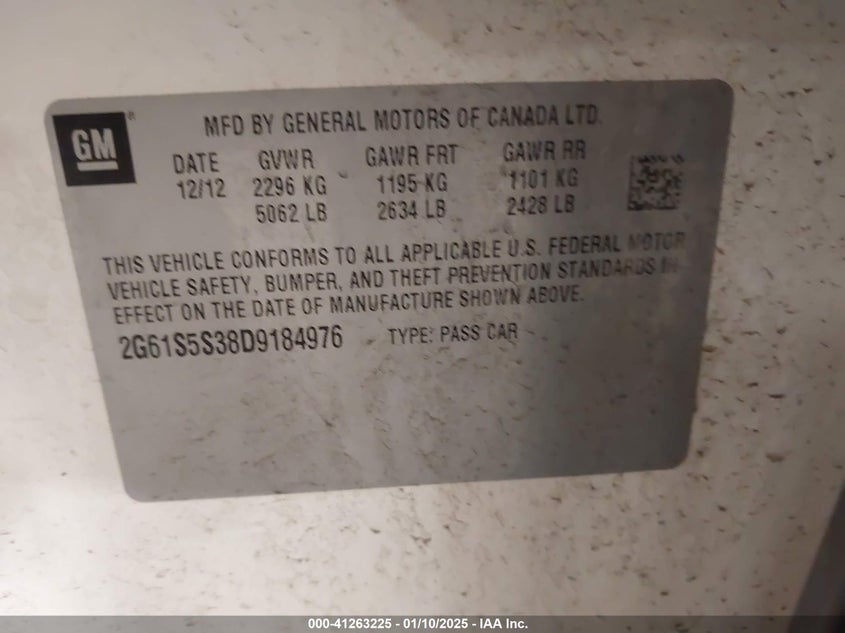 GM
MFD BY GENERAL MOTORS OF CANADA LTD.
DATE GVWR GAWR FRT GAWR RR
12/12 2296 KG 1195 KG 1101 KG
5062 LB 2634 LB 2428 LB
THIS VEHICLE CONFORMS TO ALL APPLICABLE U.S. FEDERAL MOTOR
VEHICLE SAFETY, BUMPER, AND THEFT PREVENTION STANDARDS IN
EFFECT ON THE DATE OF MANUFACTURE SHOWN ABOVE.
2G61S5S38D9184976 TYPE: PASS CAR
000-41263225 - 01/10/2025 - IAA Inc.